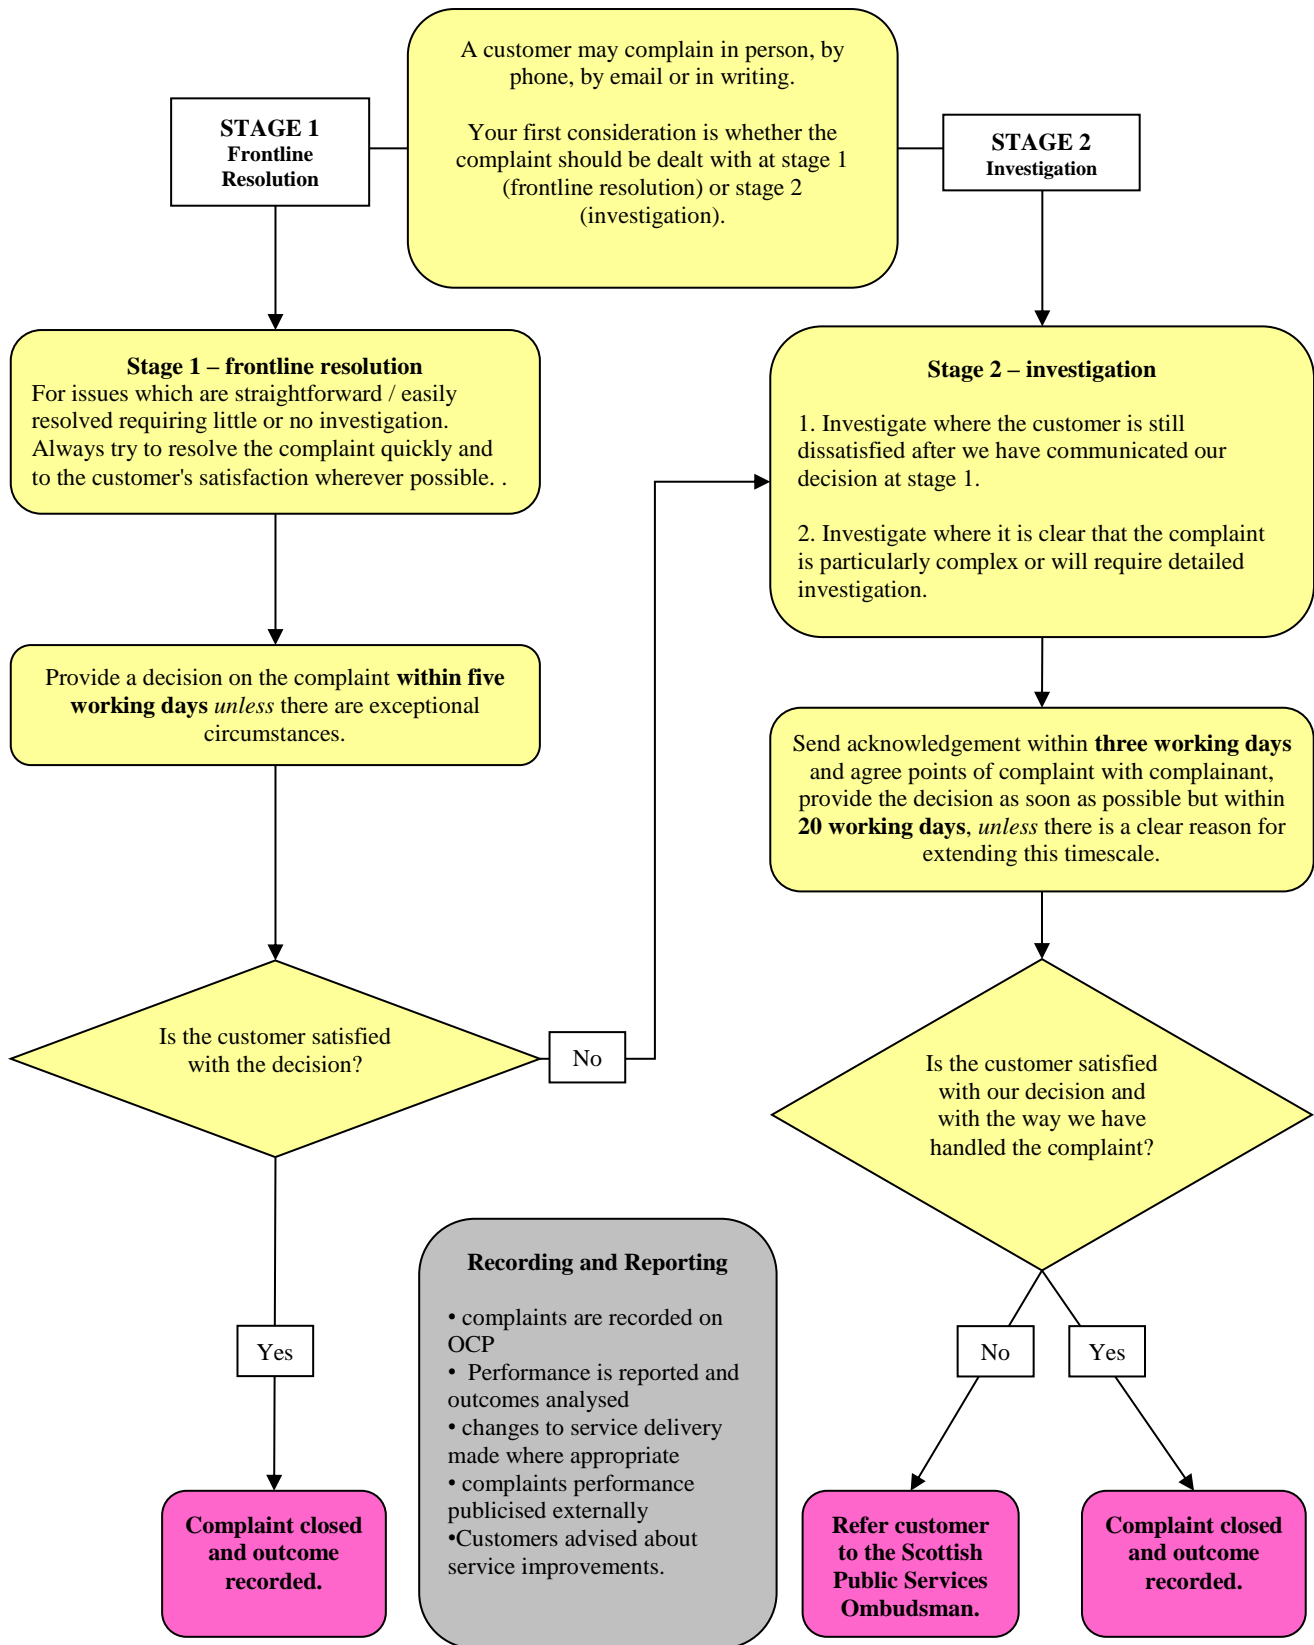 A customer may complain in person, by
phone, by email or in writing.
Your first consideration is whether the
complaint should be dealt with at stage 1
(frontline resolution) or stage 2
(investigation).
STAGE 1
Frontline
Resolution
STAGE 2
Investigation
Stage 1 – frontline resolution
For issues which are straightforward / easily
resolved requiring little or no investigation.
Always try to resolve the complaint quickly and
to the customer's satisfaction wherever possible. .
Provide a decision on the complaint within five
working days unless there are exceptional
circumstances.
Is the customer satisfied
with the decision?
No
Yes
Complaint closed
and outcome
recorded.
Stage 2 – investigation
1. Investigate where the customer is still
dissatisfied after we have communicated our
decision at stage 1.
2. Investigate where it is clear that the complaint
is particularly complex or will require detailed
investigation.
Send acknowledgement within three working days
and agree points of complaint with complainant,
provide the decision as soon as possible but within
20 working days, unless there is a clear reason for
extending this timescale.
Is the customer satisfied
with our decision and
with the way we have
handled the complaint?
No
Yes
Refer customer
to the Scottish
Public Services
Ombudsman.
Complaint closed
and outcome
recorded.
Recording and Reporting
• complaints are recorded on
OCP
• Performance is reported and
outcomes analysed
• changes to service delivery
made where appropriate
• complaints performance
publicised externally
•Customers advised about
service improvements.